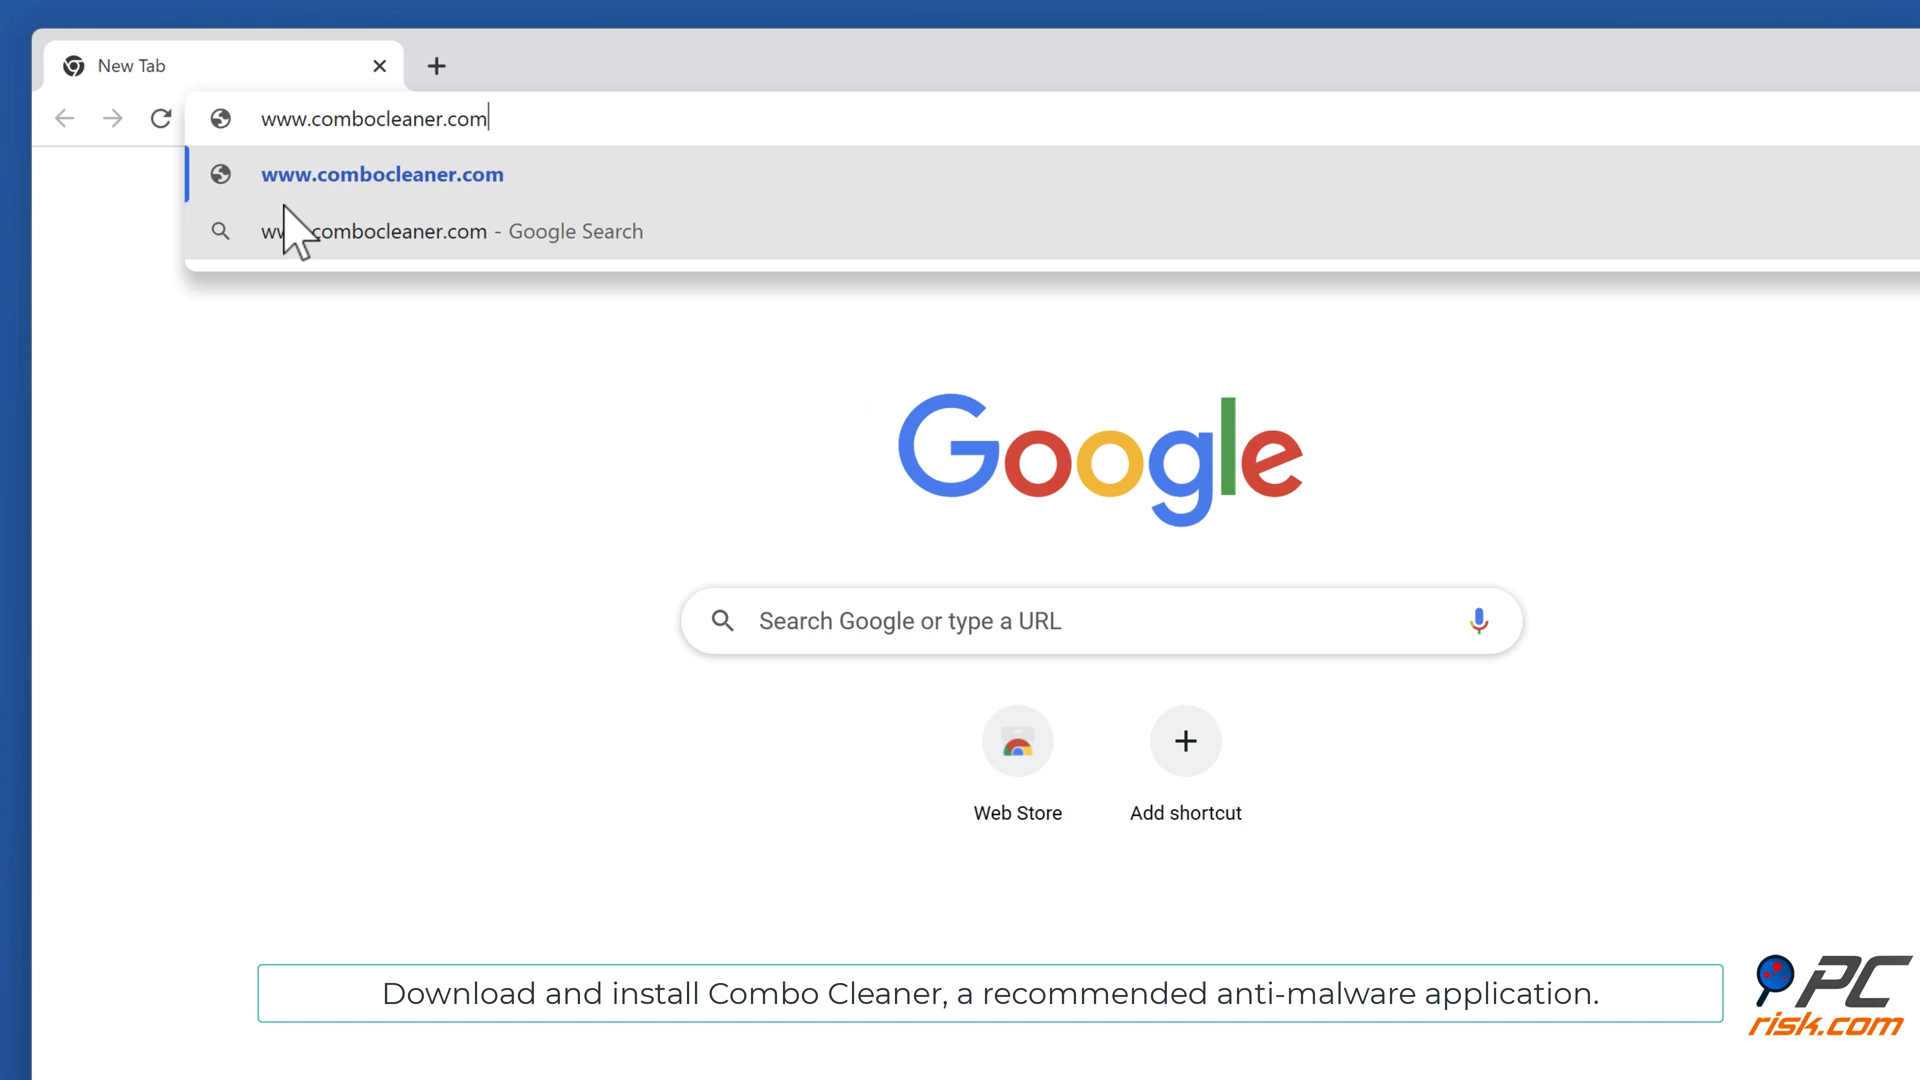 New Tab
www.combocleaner.com
www.combocleaner.com
combocleaner.com - Google Search
Google
Search Google or type a URL
Web Store
Add shortcut
Download and install Combo Cleaner, a recommended anti-malware application.
PC
risk.com